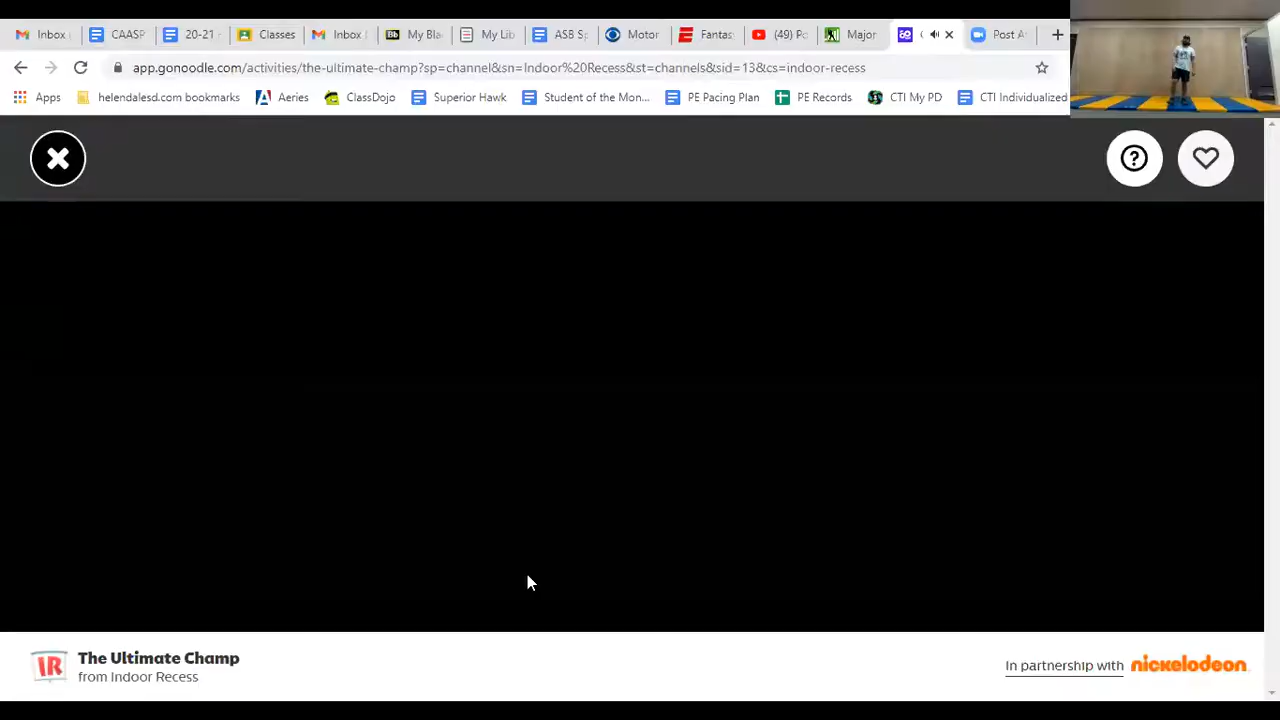 Inbox CAASP 20-21 Classes Inbox My Bla My Lib ASB Sp Motor Fantas (49) Po Major Post A
app.gonoodle.com/activities/the-ultimate-champ?sp=channel&sn=Indoor%20Recess&st=channels&sid=13&cs=indoor-recess
Apps helendalesd.com bookmarks Aeries ClassDojo Superior Hawk Student of the Mon... PE Pacing Plan PE Records CTI My PD CTI Individualized
IR The Ultimate Champ
from Indoor Recess
In partnership with nickelodeon